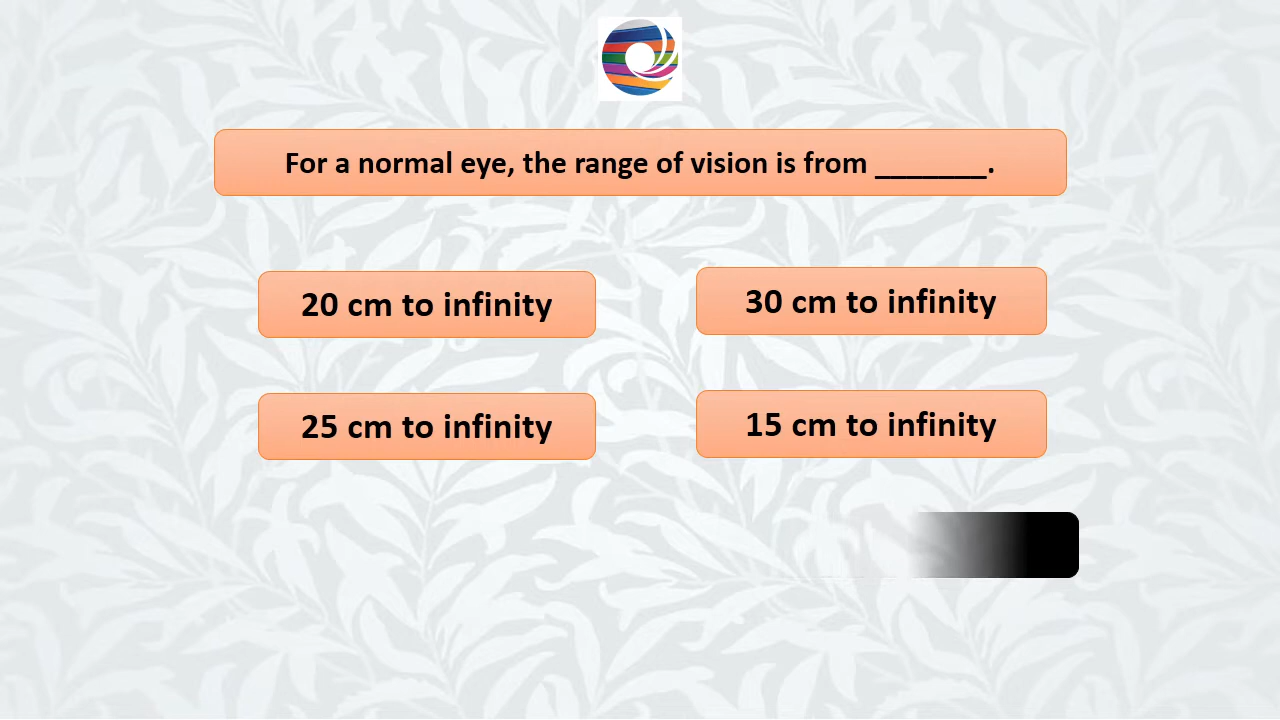 For a normal eye, the range of vision is from _______.
20 cm to infinity
30 cm to infinity
25 cm to infinity
15 cm to infinity